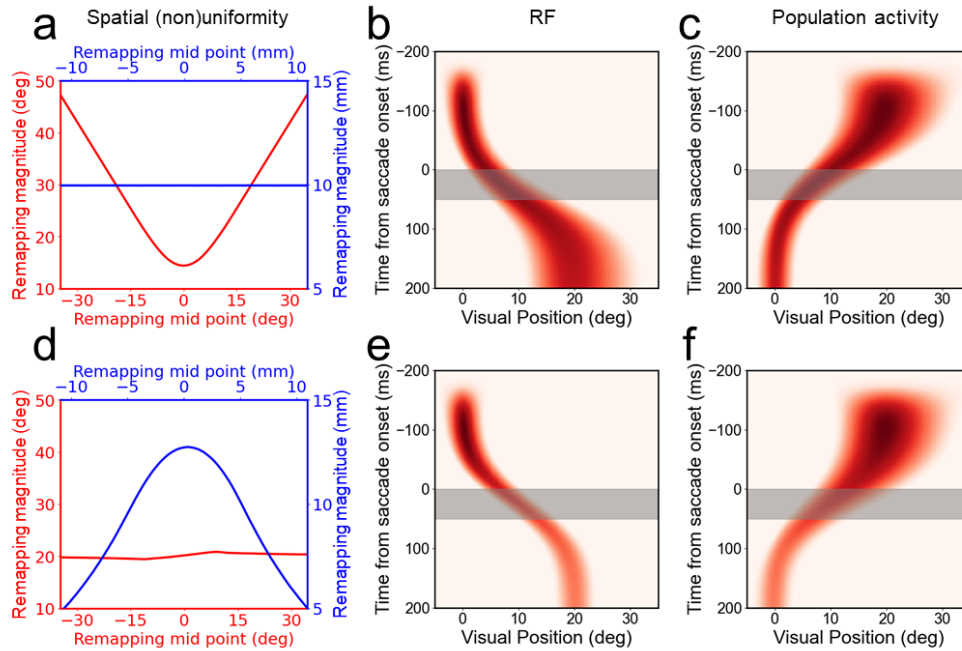 Spatial (non)uniformity
RF
Population activity
a
Remapping mid point (mm)
−10 −5 0 5 10
Remapping magnitude (deg)
50
40
30
20
10
15
10
5
Remapping magnitude (mm)
−30 −15 0 15 30
Remapping mid point (deg)
b
Time from saccade onset (ms)
−200
−100
0
100
200
0 10 20 30
Visual Position (deg)
c
Time from saccade onset (ms)
−200
−100
0
100
200
0 10 20 30
Visual Position (deg)
d
Remapping mid point (mm)
−10 −5 0 5 10
Remapping magnitude (deg)
50
40
30
20
10
15
10
5
Remapping magnitude (mm)
−30 −15 0 15 30
Remapping mid point (deg)
e
Time from saccade onset (ms)
−200
−100
0
100
200
0 10 20 30
Visual Position (deg)
f
Time from saccade onset (ms)
−200
−100
0
100
200
0 10 20 30
Visual Position (deg)